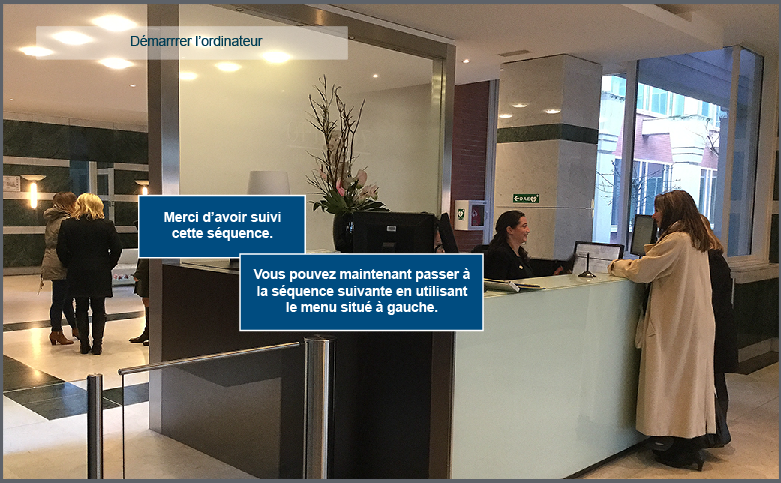 Démarrrer l'ordinateur
Merci d'avoir suivi
cette séquence.
Vous pouvez maintenant passer à
la séquence suivante en utilisant
le menu situé à gauche.